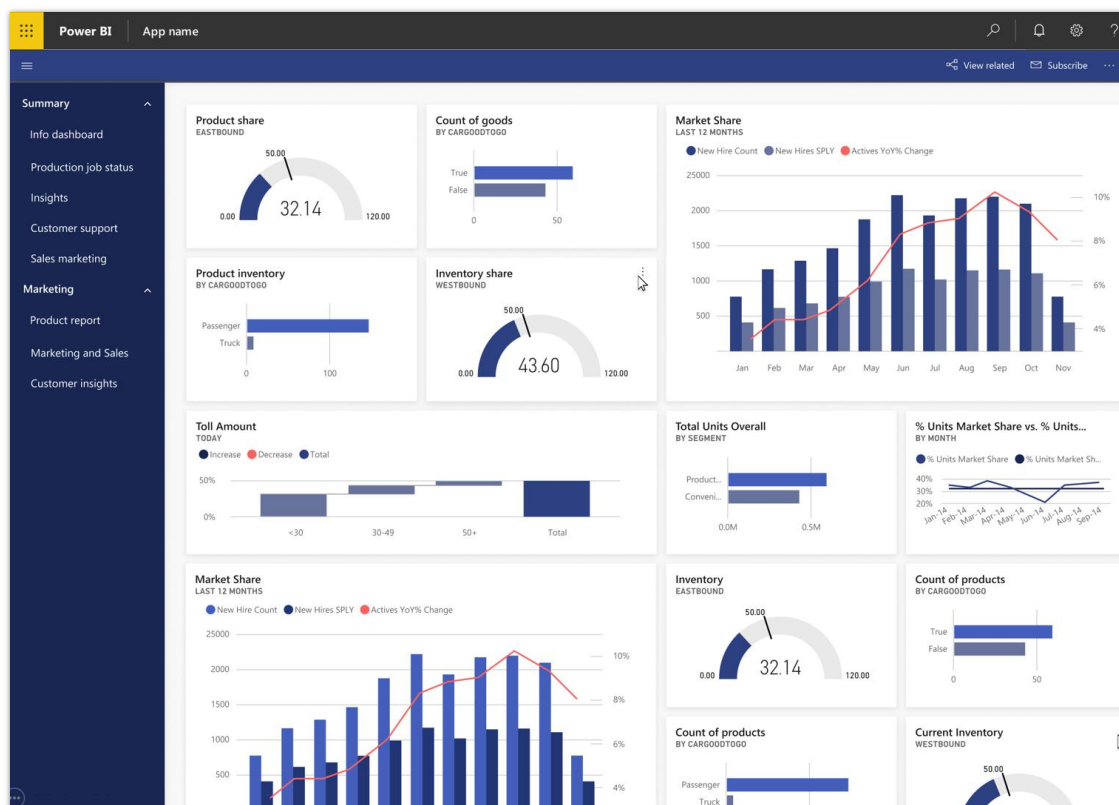 Power BI
App name
?
View related
Subscribe
...
Summary
Info dashboard
Production job status
Insights
Customer support
Sales marketing
Marketing
Product report
Marketing and Sales
Customer insights
Product share
EASTBOUND
50.00
0.00
32.14
120.00
Count of goods
BY CARGOODTOGO
True
False
0 50
Market Share
LAST 12 MONTHS
New Hire Count New Hires SPLY Actives YoY% Change
25000
2000
1500
1000
500
10%
8%
6%
4%
Jan Feb Mar Apr May Jun Jul Aug Sep Oct Nov
Product inventory
BY CARGOODTOGO
Passenger
Truck
0 100
Inventory share
WESTBOUND
50.00
0.00
43.60
120.00
Toll Amount
TODAY
Increase Decrease Total
50%
0%
<30 30-49 50+ Total
Total Units Overall
BY SEGMENT
Product...
Conveni...
0.0M 0.5M
% Units Market Share vs. % Units...
BY MONTH
% Units Market Share % Units Market Sh...
40%
30%
20%
Jan-14 Feb-14 Mar-14 Apr-14 May-14 Jun-14 Jul-14 Aug-14 Sep-14
Market Share
LAST 12 MONTHS
New Hire Count New Hires SPLY Actives YoY% Change
25000
2000
1500
1000
500
10%
8%
6%
4%
Inventory
EASTBOUND
50.00
0.00
32.14
120.00
Count of products
BY CARGOODTOGO
True
False
0 50
Count of products
BY CARGOODTOGO
Passenger
Truck
Current Inventory
WESTBOUND
50.00